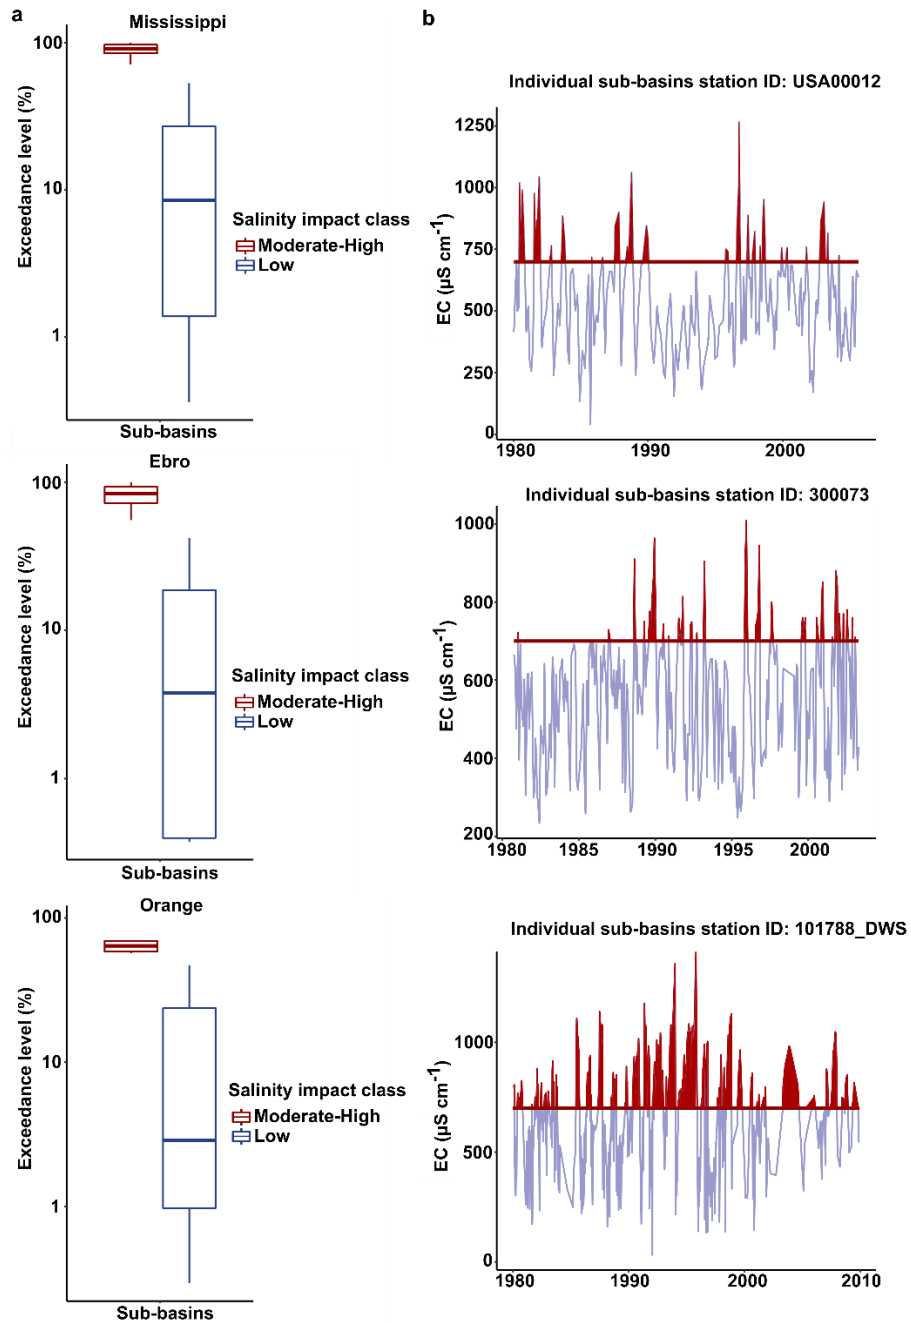 a
Mississippi
100
10
1
Exceedance level (%)
Sub-basins
Salinity impact class
Moderate-High
Low
Ebro
100
10
1
Exceedance level (%)
Sub-basins
Salinity impact class
Moderate-High
Low
Orange
100
10
1
Exceedance level (%)
Sub-basins
Salinity impact class
Moderate-High
Low
b
Individual sub-basins station ID: USA00012
1250
1000
750
500
250
0
EC (µS cm⁻¹)
1980 1990 2000
Individual sub-basins station ID: 300073
1000
800
600
400
200
EC (µS cm⁻¹)
1980 1985 1990 1995 2000
Individual sub-basins station ID: 101788_DWS
1000
500
0
EC (µS cm⁻¹)
1980 1990 2000 2010